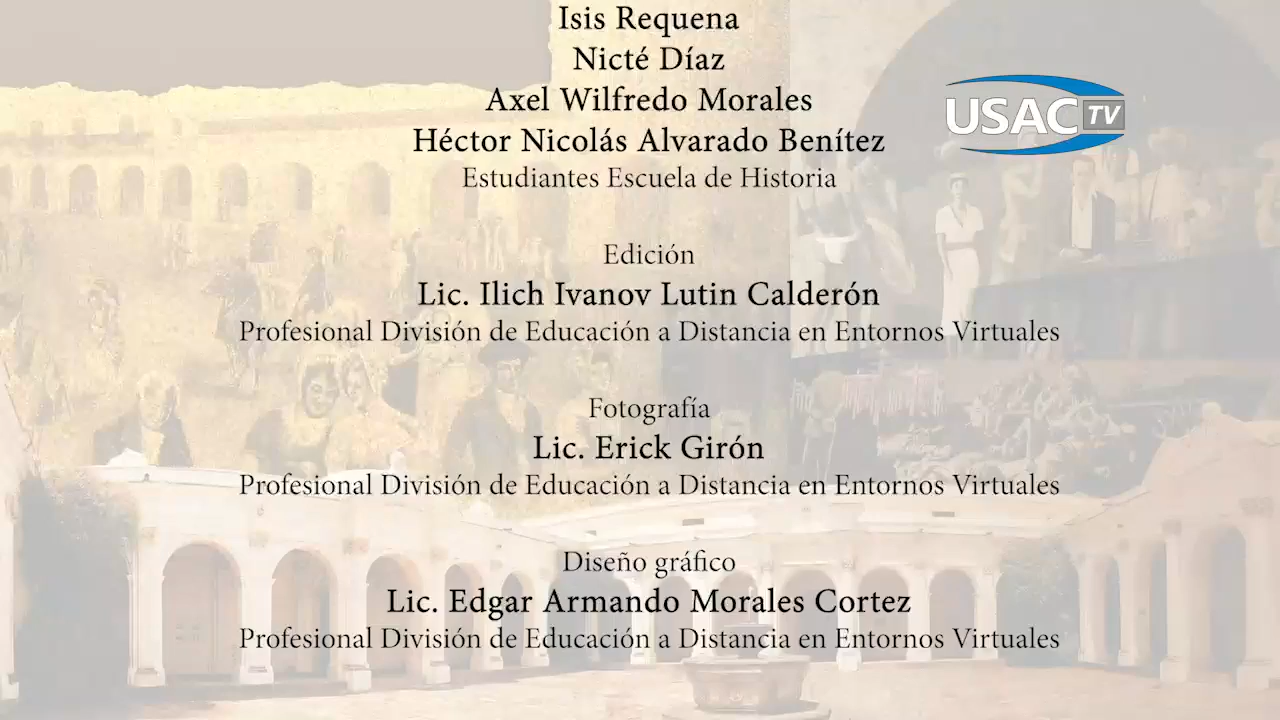 Isis Requena
Nicté Díaz
Axel Wilfredo Morales
Héctor Nicolás Alvarado Benítez
Estudiantes Escuela de Historia
USAC TV
Edición
Lic. Ilich Ivanov Lutin Calderón
Profesional División de Educación a Distancia en Entornos Virtuales
Fotografía
Lic. Erick Girón
Profesional División de Educación a Distancia en Entornos Virtuales
Diseño gráfico
Lic. Edgar Armando Morales Cortez
Profesional División de Educación a Distancia en Entornos Virtuales